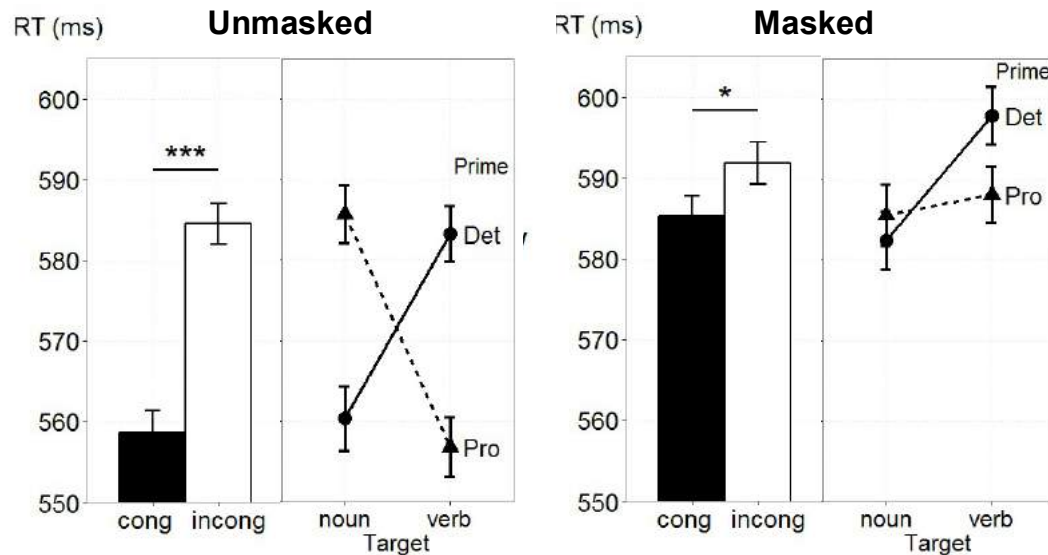 Unmasked
RT (ms)
600
590
580
570
560
550
***
cong
incong
Prime
Det
Pro
noun
verb
Target
Masked
RT (ms)
600
590
580
570
560
550
*
cong
incong
Prime
Det
Pro
noun
verb
Target